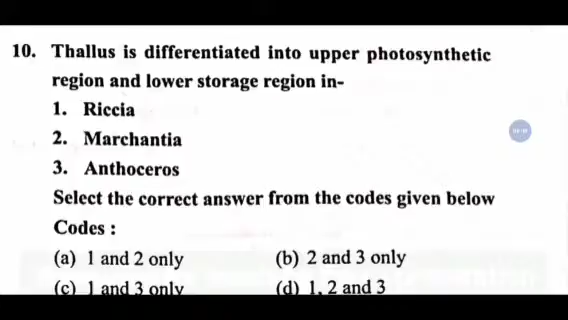 10. Thallus is differentiated into upper photosynthetic
region and lower storage region in-
1. Riccia
2. Marchantia
3. Anthoceros
Select the correct answer from the codes given below
Codes :
(a) 1 and 2 only (b) 2 and 3 only
(c) 1 and 3 only (d) 1, 2 and 3